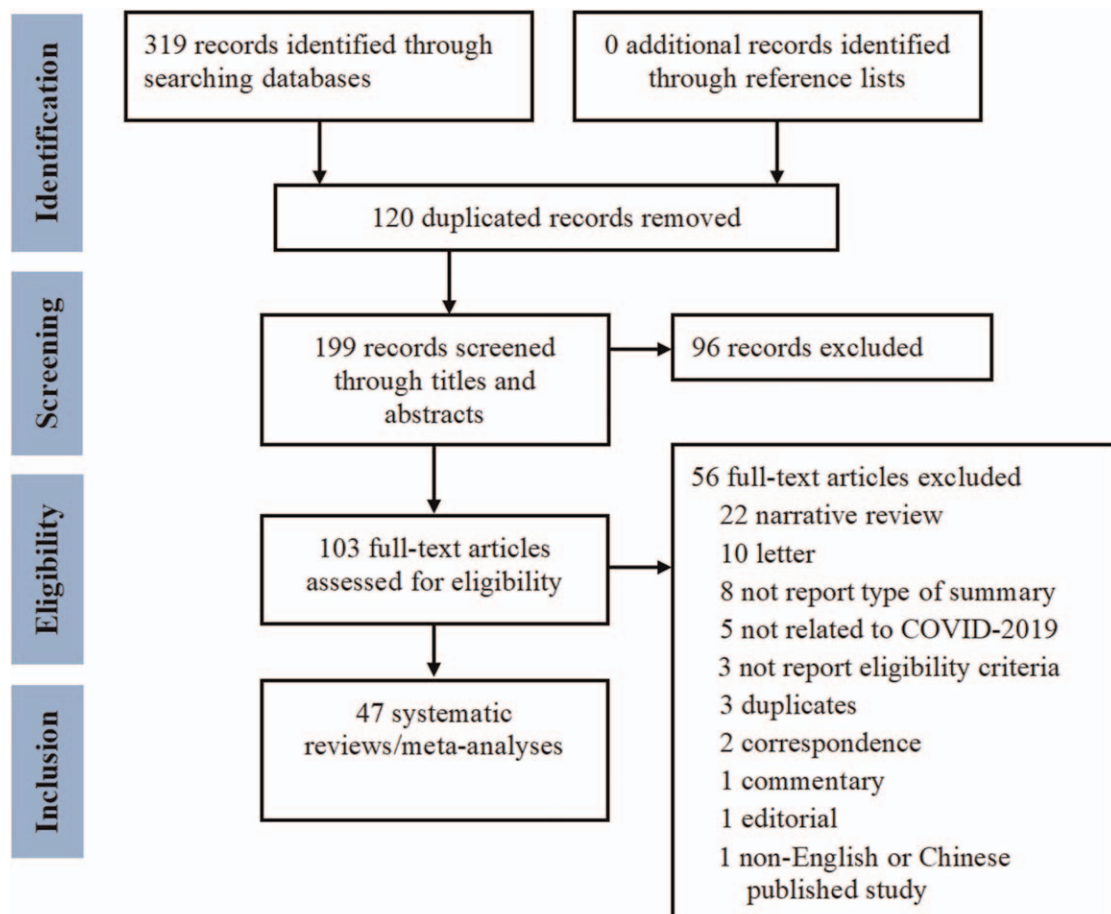 Identification
319 records identified through
searching databases
0 additional records identified
through reference lists
120 duplicated records removed
Screening
199 records screened
through titles and
abstracts
96 records excluded
Eligibility
103 full-text articles
assessed for eligibility
56 full-text articles excluded
22 narrative review
10 letter
8 not report type of summary
5 not related to COVID-2019
3 not report eligibility criteria
3 duplicates
2 correspondence
1 commentary
1 editorial
1 non-English or Chinese
published study
Inclusion
47 systematic
reviews/meta-analyses